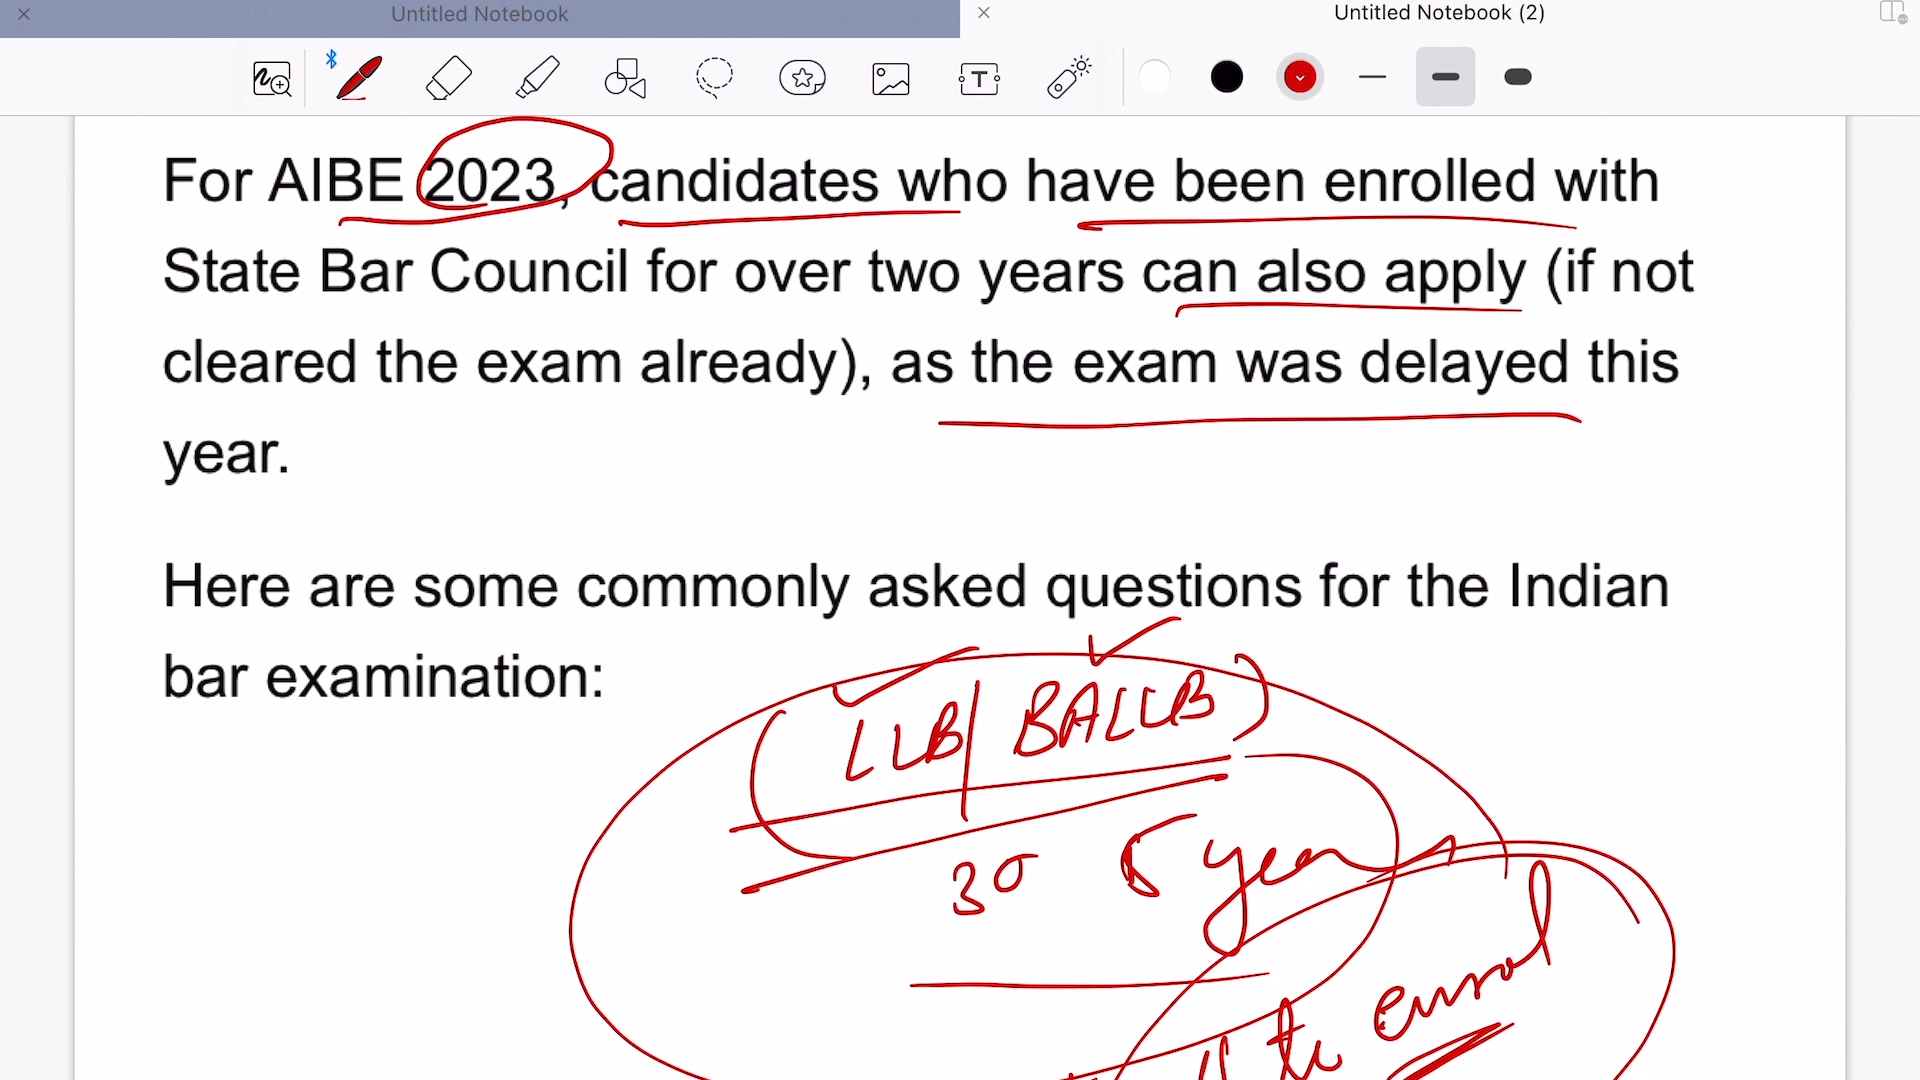 Untitled Notebook
Untitled Notebook (2)
For AIBE 2023, candidates who have been enrolled with
State Bar Council for over two years can also apply (if not
cleared the exam already), as the exam was delayed this
year.
Here are some commonly asked questions for the Indian
bar examination:
(LLB/BALLB)
5 year
enrol